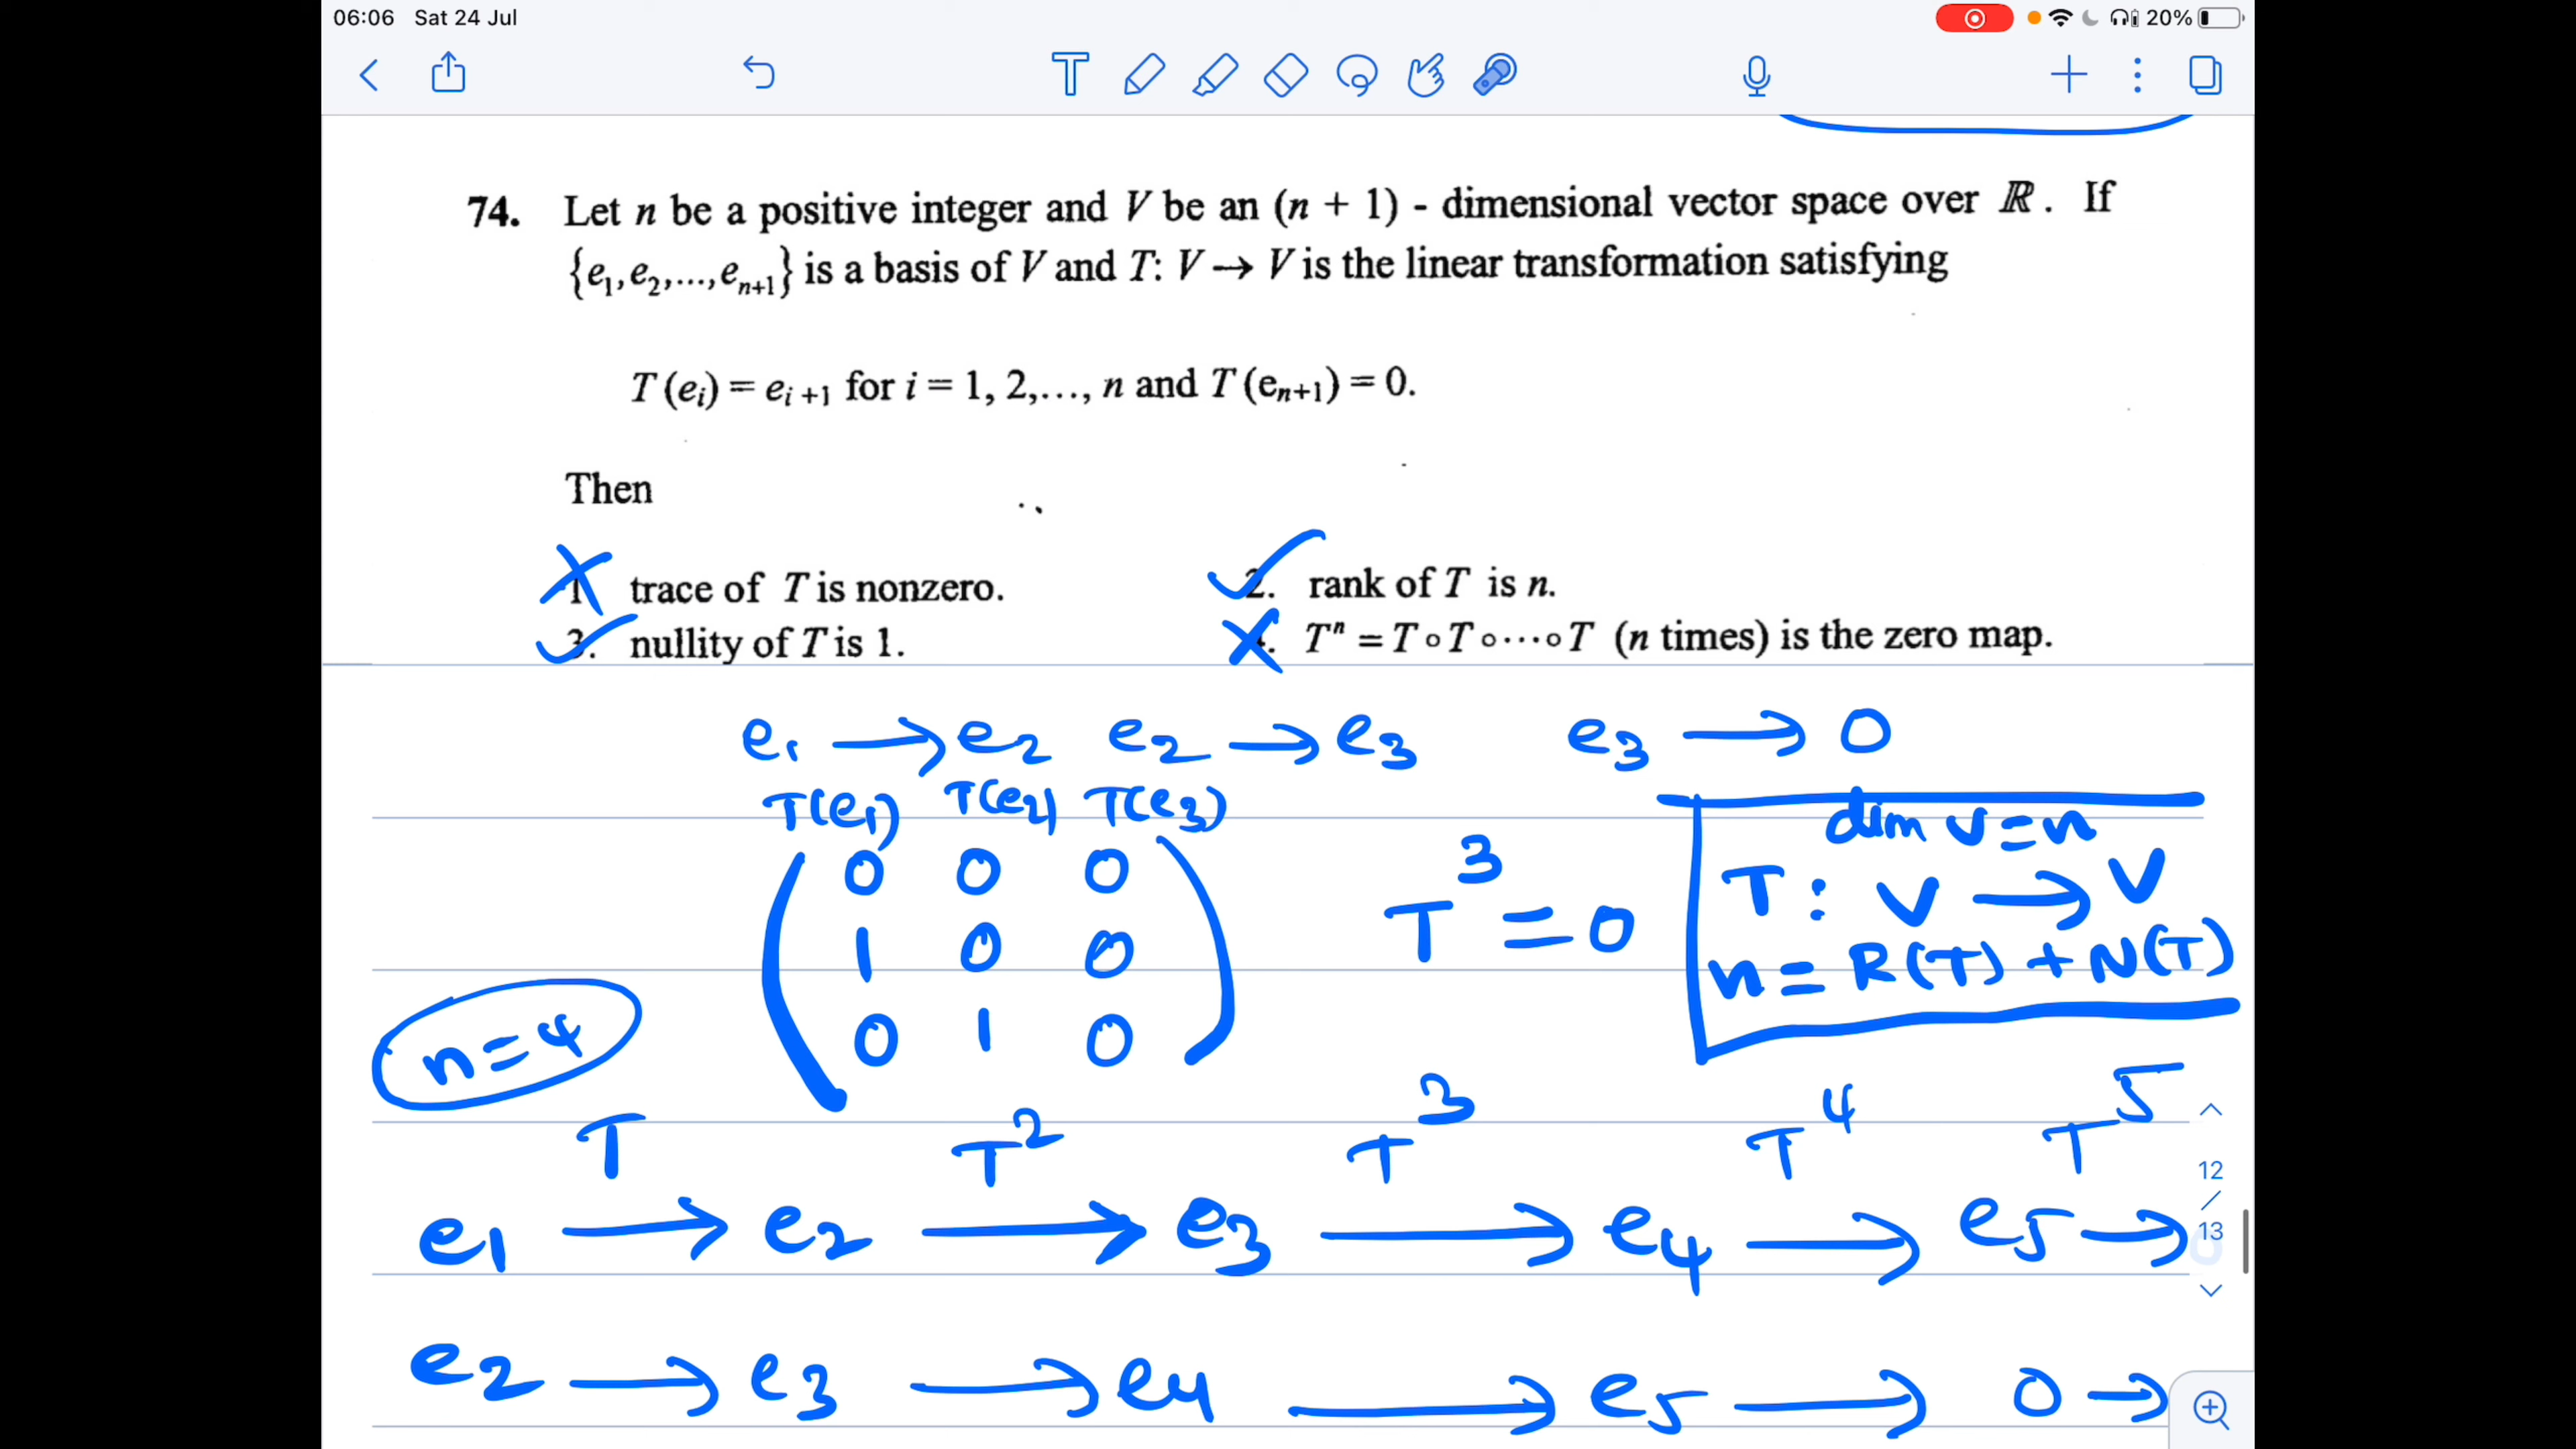 06:06 Sat 24 Jul 20%
74. Let n be a positive integer and V be an (n + 1) - dimensional vector space over ℝ. If
{e₁,e₂,...,eₙ₊₁} is a basis of V and T: V → V is the linear transformation satisfying
T (eᵢ) = eᵢ₊₁ for i = 1, 2,..., n and T (eₙ₊₁) = 0.
Then
1. trace of T is nonzero. 2. rank of T is n.
3. nullity of T is 1. 4. Tⁿ = T∘T∘···∘T (n times) is the zero map.
e₁ → e₂ e₂ → e₃ e₃ → 0
T(e₁) T(e₂) T(e₃)
0 0 0
1 0 0
0 1 0
T³ = 0
dim V = n
T : V → V
n = R(T) + N(T)
n=4
T T² T³ T⁴ T⁵
e₁ → e₂ → e₃ → e₄ → e₅ → 0
e₂ → e₃ → e₄ → e₅ → 0 →
12
/
13